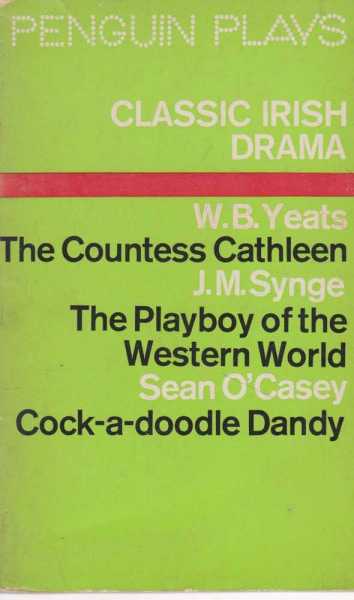 PENGUIN PLAYS
CLASSIC IRISH
DRAMA
W.B.Yeats
The Countess Cathleen
J.M.Synge
The Playboy of the
Western World
Sean O'Casey
Cock-a-doodle Dandy